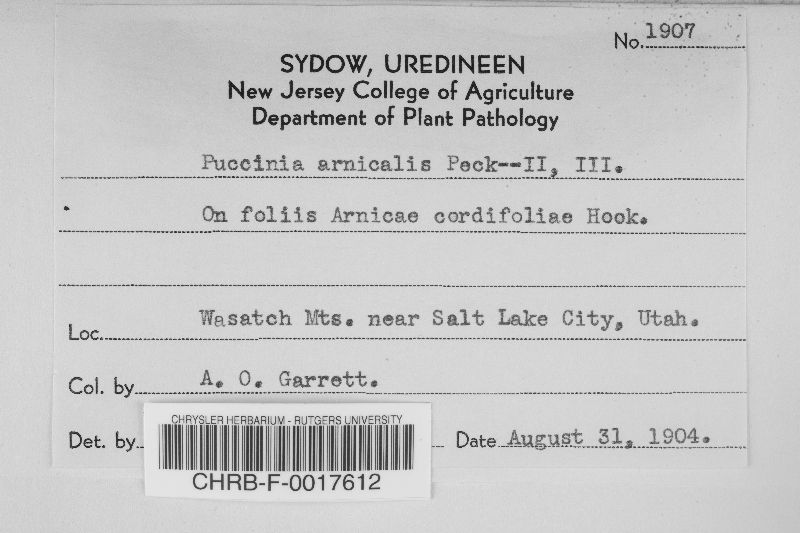 No. 1907
SYDOW, UREDINEEN
New Jersey College of Agriculture
Department of Plant Pathology
Puccinia arnicalis Peck--II, III.
On foliis Arnicae cordifoliae Hook.
Loc. Wasatch Mts. near Salt Lake City, Utah.
Col. by A. O. Garrett.
Det. by Date August 31, 1904.
CHRYSLER HERBARIUM - RUTGERS UNIVERSITY
CHRB-F-0017612